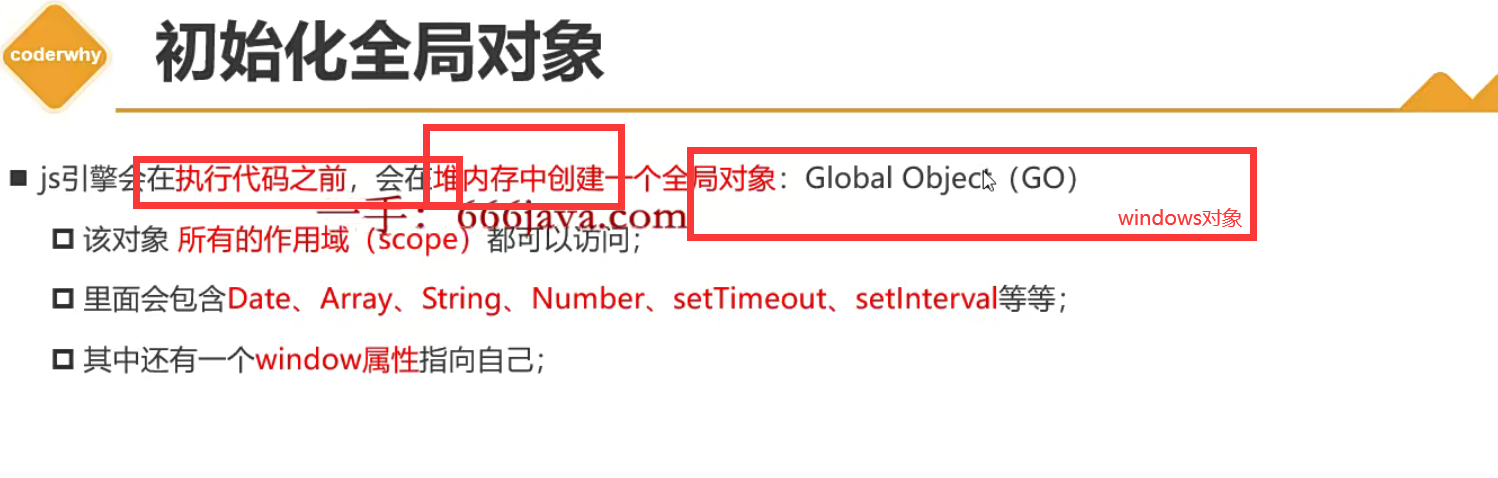 coderwhy
初始化全局对象
■ js引擎会在执行代码之前，会在堆内存中创建一个全局对象：Global Object（GO）
一手：666java.com
windows对象
该对象 所有的作用域（scope）都可以访问；
里面会包含Date、Array、String、Number、setTimeout、setInterval等等；
其中还有一个window属性指向自己；